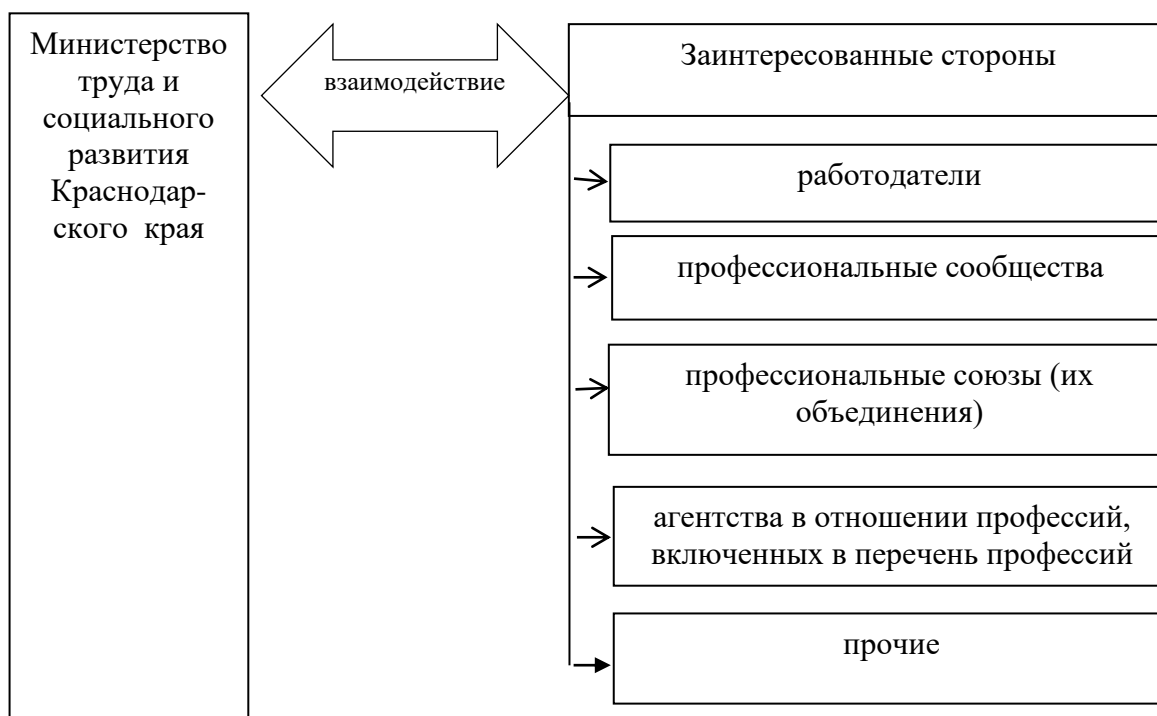 Министерство
труда и
социального
развития
Краснодар-
ского края
взаимодействие
Заинтересованные стороны
работодатели
профессиональные сообщества
профессиональные союзы (их
объединения)
агентства в отношении профессий,
включенных в перечень профессий
прочие